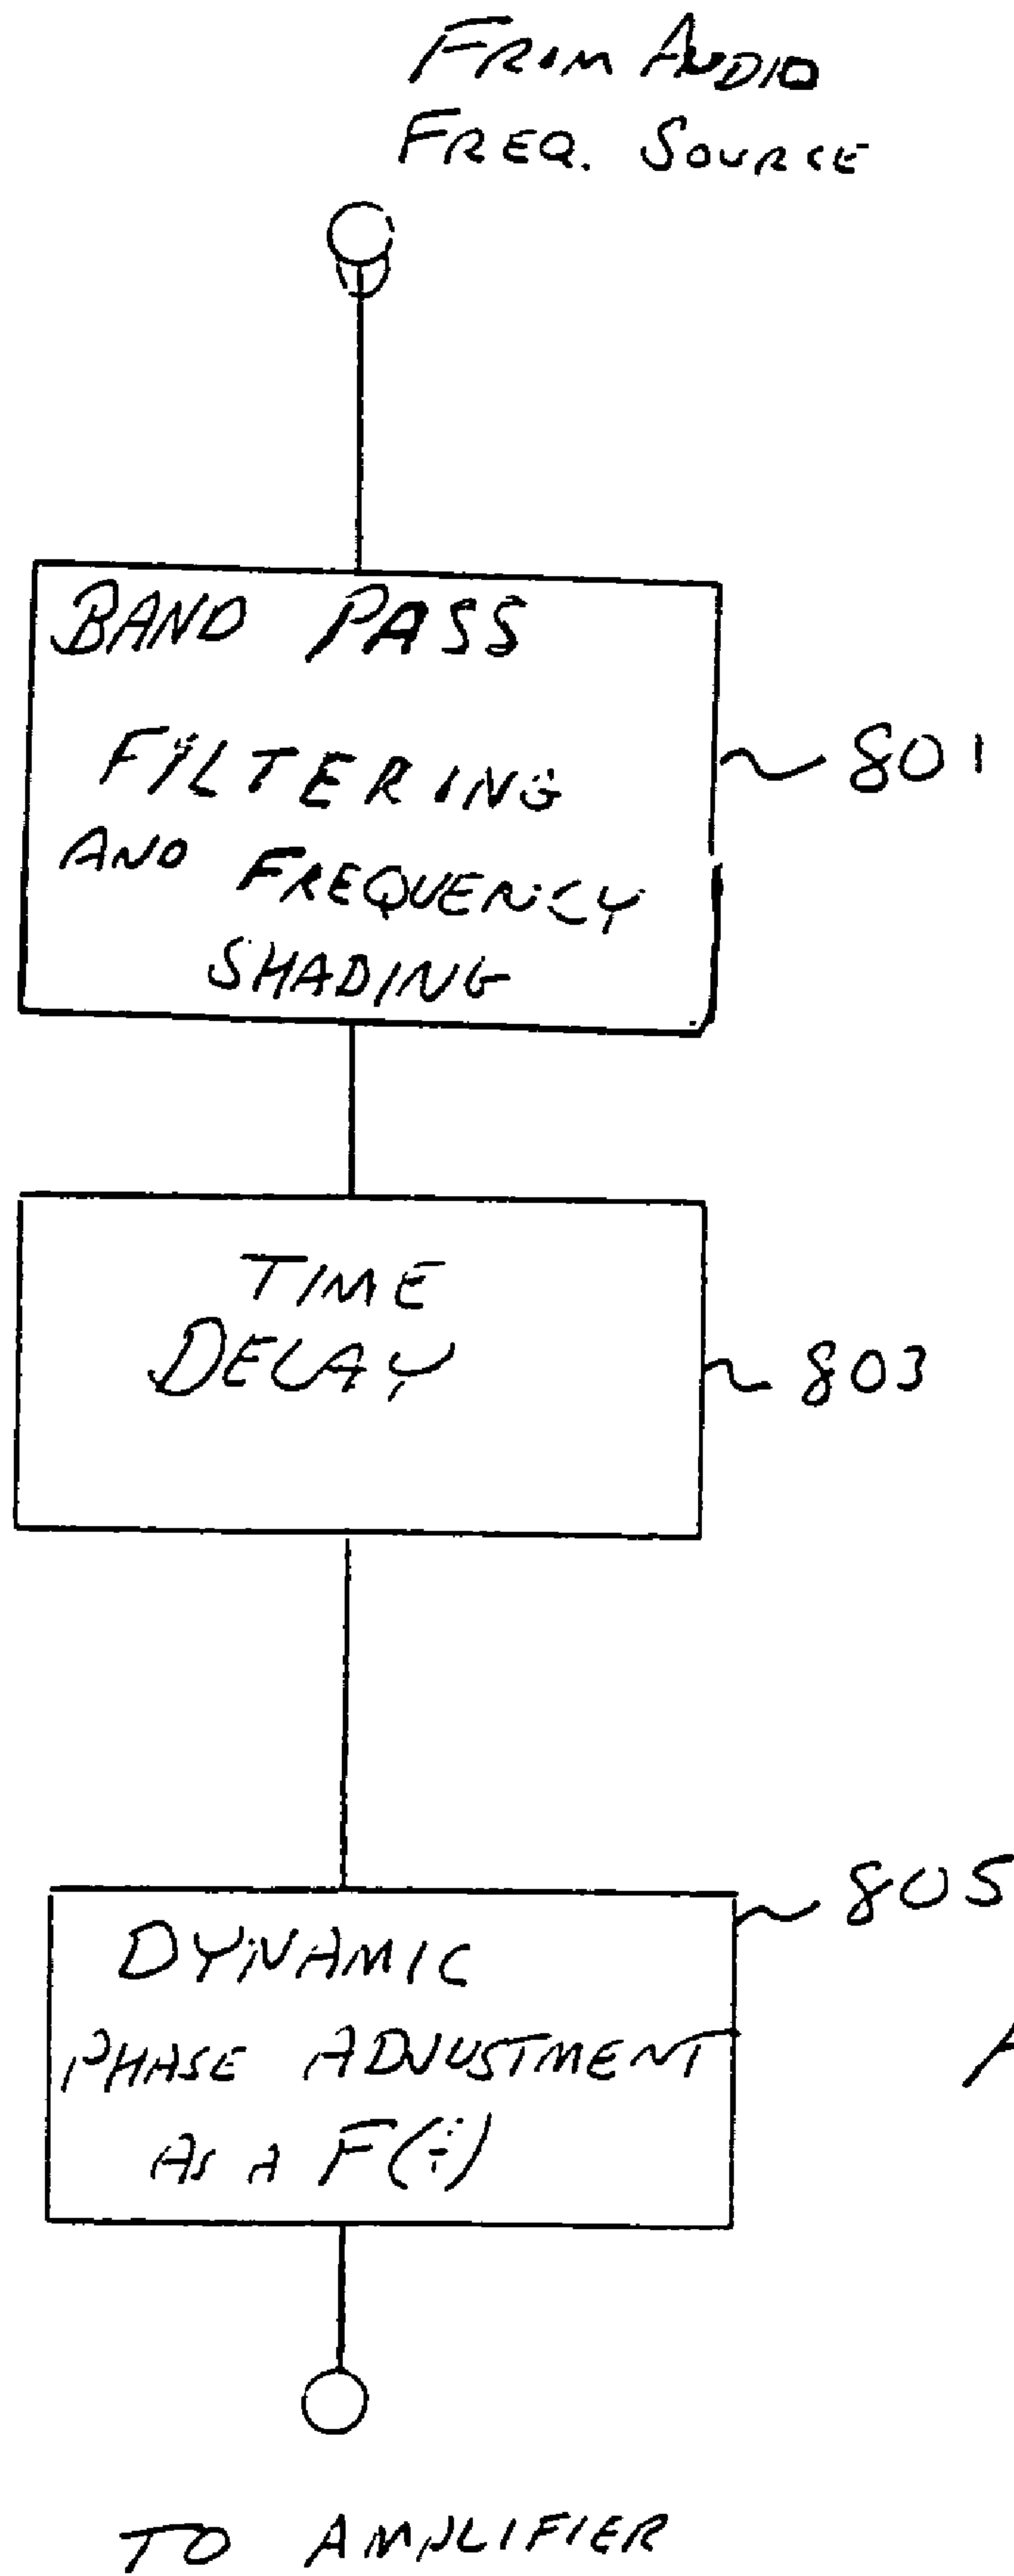 FROM AUDIO
FREQ. SOURCE
BAND PASS
FILTERING
AND FREQUENCY
SHADING
801
TIME
DELAY
803
805
DYNAMIC
PHASE ADJUSTMENT
AS A
TO AMPLIFIER